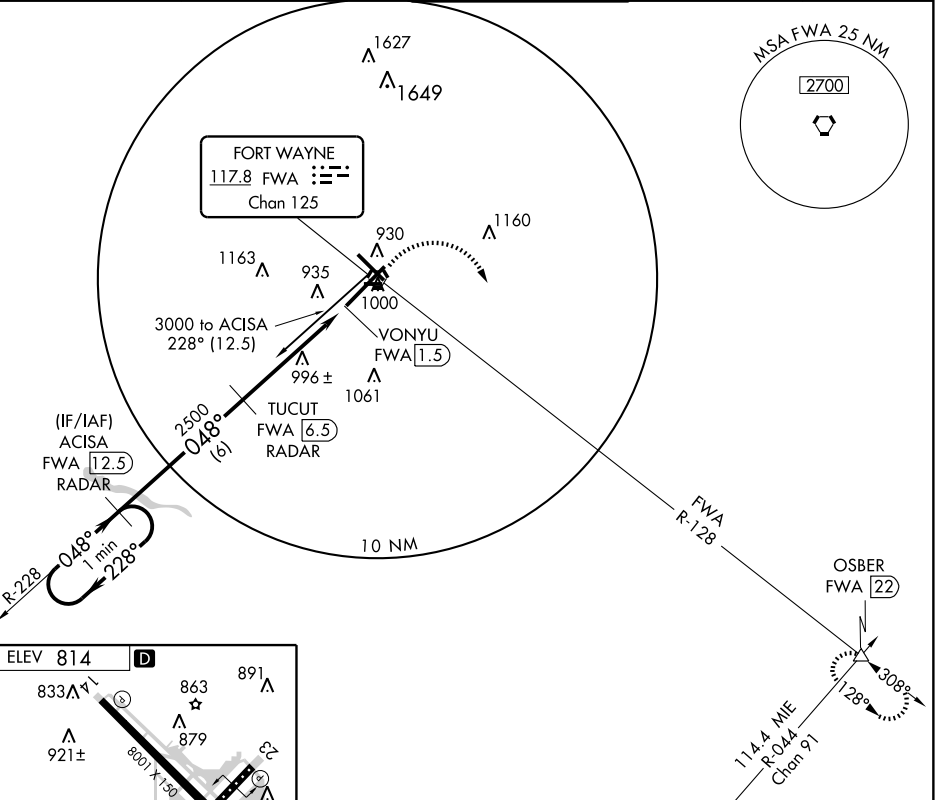 1627
1649
MSA FWA 25 NM
2700
FORT WAYNE
117.8 FWA
Chan 125
1160
930
1163
935
1000
3000 to ACISA
228° (12.5)
VONYU
FWA 1.5
996±
1061
TUCUT
FWA 6.5
RADAR
2500
048°
(6)
(IF/IAF)
ACISA
FWA 12.5
RADAR
048°
1 min
228°
R-228
10 NM
FWA
R-128
OSBER
FWA 22
308°
128°
114.4 MIE
R-044
Chan 91
ELEV 814
D
833
14
P
863
891
879
921±
8001 X 150
23
P